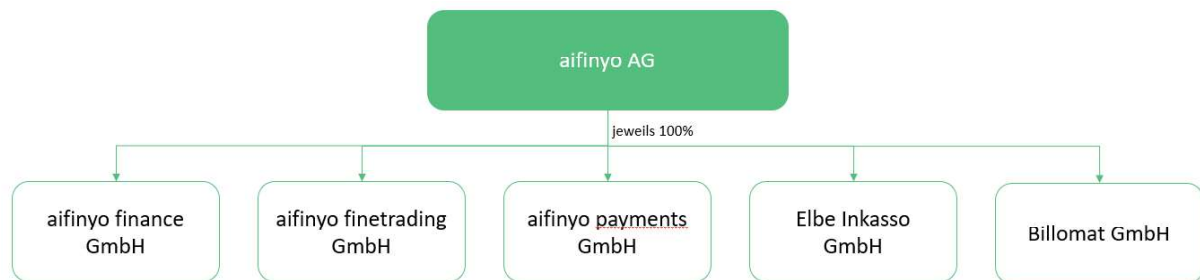 aifinyo AG
jeweils 100%
aifinyo finance
GmbH
aifinyo finetrading
GmbH
aifinyo payments
GmbH
Elbe Inkasso
GmbH
Billomat GmbH